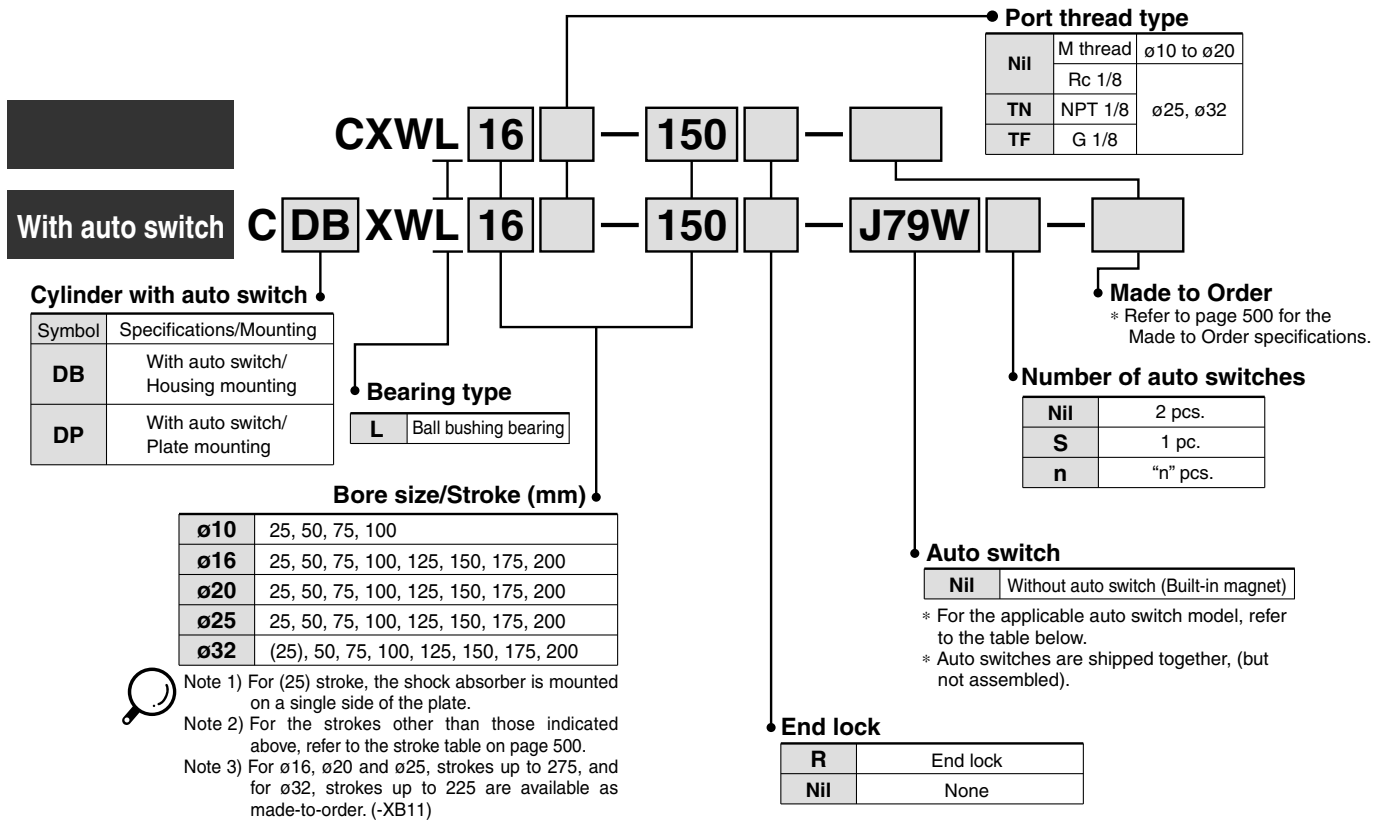 Port thread type
Nil M thread ø10 to ø20
Rc 1/8 ø25, ø32
TN NPT 1/8
TF G 1/8
CXWL 16 — 150 —
With auto switch C DB XWL 16 — 150 — J79W —
Cylinder with auto switch
Symbol Specifications/Mounting
DB With auto switch/
Housing mounting
DP With auto switch/
Plate mounting
Bearing type
L Ball bushing bearing
Bore size/Stroke (mm)
ø10 25, 50, 75, 100
ø16 25, 50, 75, 100, 125, 150, 175, 200
ø20 25, 50, 75, 100, 125, 150, 175, 200
ø25 25, 50, 75, 100, 125, 150, 175, 200
ø32 (25), 50, 75, 100, 125, 150, 175, 200
Note 1) For (25) stroke, the shock absorber is mounted
on a single side of the plate.
Note 2) For the strokes other than those indicated
above, refer to the stroke table on page 500.
Note 3) For ø16, ø20 and ø25, strokes up to 275, and
for ø32, strokes up to 225 are available as
made-to-order. (-XB11)
Made to Order
* Refer to page 500 for the
Made to Order specifications.
Number of auto switches
Nil 2 pcs.
S 1 pc.
n “n” pcs.
Auto switch
Nil Without auto switch (Built-in magnet)
* For the applicable auto switch model, refer
to the table below.
* Auto switches are shipped together, (but
not assembled).
End lock
R End lock
Nil None